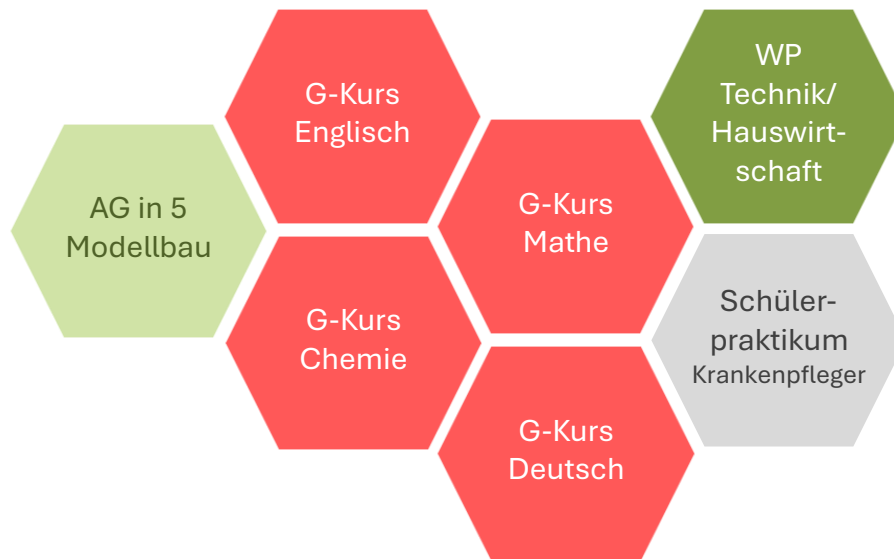 AG in 5
Modellbau
G-Kurs
Englisch
G-Kurs
Chemie
G-Kurs
Mathe
G-Kurs
Deutsch
WP
Technik/
Hauswirt-
schaft
Schüler-
praktikum
Krankenpfleger